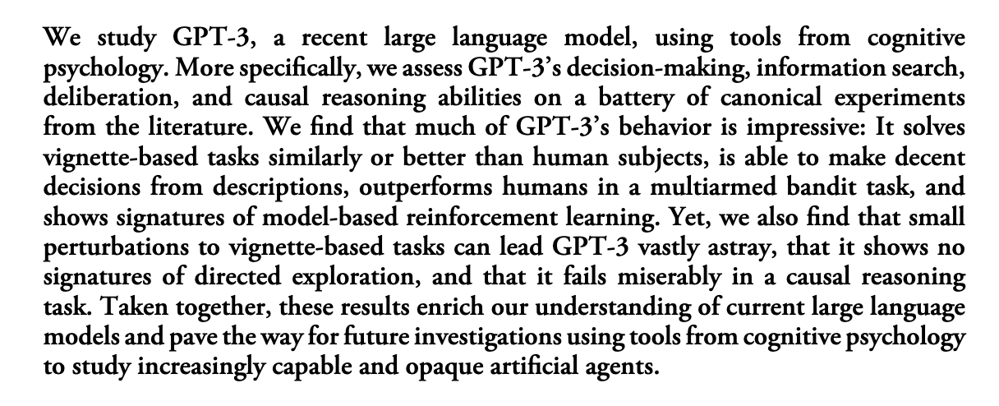 We study GPT-3, a recent large language model, using tools from cognitive
psychology. More specifically, we assess GPT-3’s decision-making, information search,
deliberation, and causal reasoning abilities on a battery of canonical experiments
from the literature. We find that much of GPT-3’s behavior is impressive: It solves
vignette-based tasks similarly or better than human subjects, is able to make decent
decisions from descriptions, outperforms humans in a multiarmed bandit task, and
shows signatures of model-based reinforcement learning. Yet, we also find that small
perturbations to vignette-based tasks can lead GPT-3 vastly astray, that it shows no
signatures of directed exploration, and that it fails miserably in a causal reasoning
task. Taken together, these results enrich our understanding of current large language
models and pave the way for future investigations using tools from cognitive psychology
to study increasingly capable and opaque artificial agents.